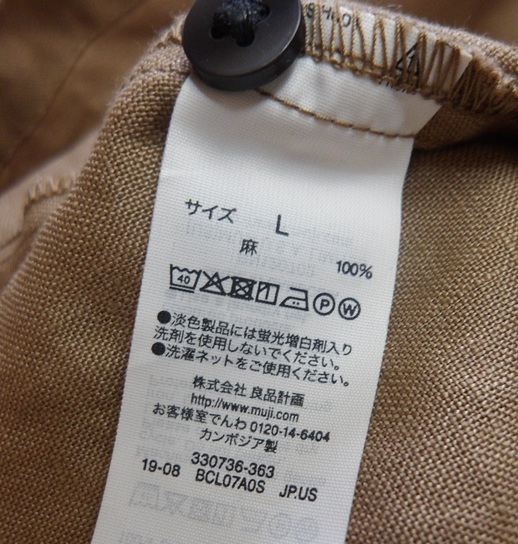 サイズ L
麻 100%
40
P W
●淡色製品には蛍光増白剤入り
洗剤を使用しないでください。
●洗濯ネットをご使用ください。
株式会社 良品計画
http://www.muji.com
お客様室でんわ 0120-14-6404
カンボジア製
330736-363
19-08 BCL07A0S JP.US